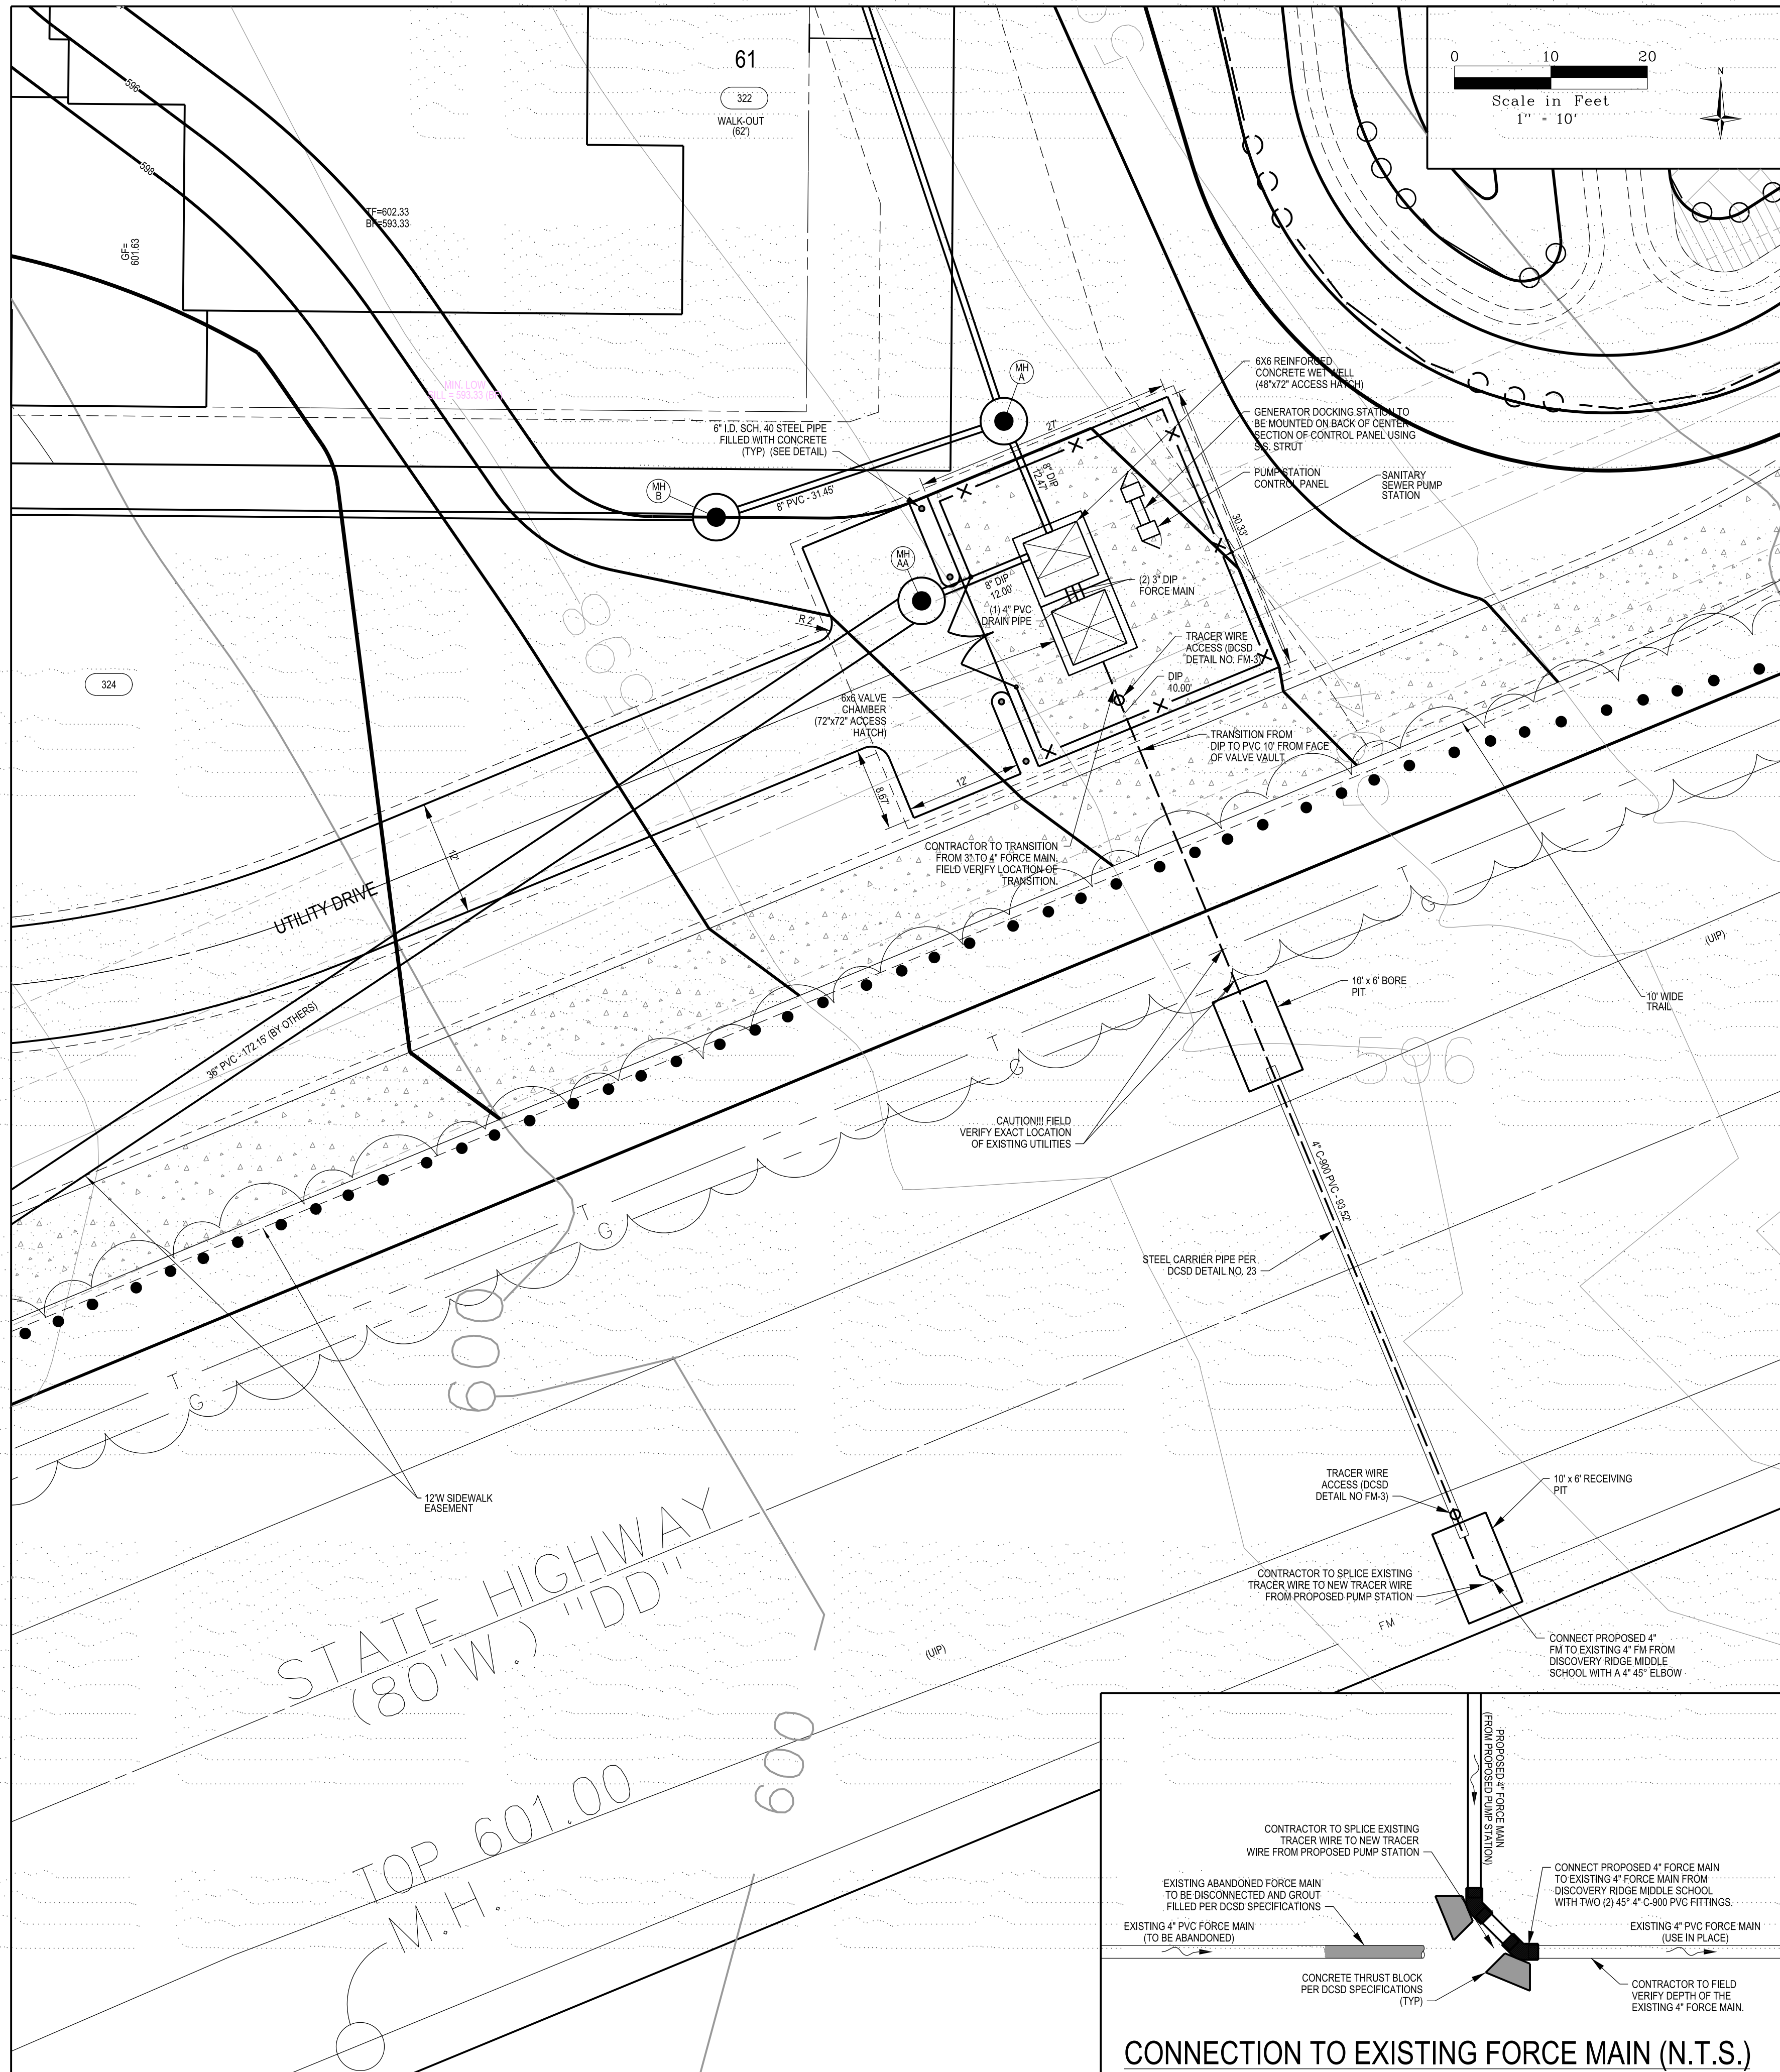 61
322
WALK-OUT
(62')
0 10 20
Scale in Feet
1" = 10'
N
596
598
TF=602.33
BF=593.33
GF=
601.63
MIN. LOW
SILL = 593.33 (BF)
6" I.D, SCH, 40 STEEL PIPE
FILLED WITH CONCRETE
(TYP) (SEE DETAIL)
MH
A
MH
B
MH
AA
8" PVC - 31.45'
27'
8" DIP
12.47'
30.33'
6X6 REINFORCED
CONCRETE WET WELL
(48"x72" ACCESS HATCH)
GENERATOR DOCKING STATION TO
BE MOUNTED ON BACK OF CENTER
SECTION OF CONTROL PANEL USING
S.S. STRUT
PUMP STATION
CONTROL PANEL
SANITARY
SEWER PUMP
STATION
8" DIP
12.00'
(1) 4" PVC
DRAIN PIPE
(2) 3" DIP
FORCE MAIN
TRACER WIRE
ACCESS (DCSD
DETAIL NO. FM-3)
DIP
10.00'
R 2'
598
324
6x6 VALVE
CHAMBER
(72"x72" ACCESS
HATCH)
TRANSITION FROM
DIP TO PVC 10' FROM FACE
OF VALVE VAULT
8.67'
12'
12'
UTILITY DRIVE
CONTRACTOR TO TRANSITION
FROM 3" TO 4" FORCE MAIN.
FIELD VERIFY LOCATION OF
TRANSITION.
T
G
(UIP)
10' WIDE
TRAIL
10' x 6' BORE
PIT
36" PVC - 172.15' (BY OTHERS)
T
G
596
CAUTION!!! FIELD
VERIFY EXACT LOCATION
OF EXISTING UTILITIES
4" C-900 PVC - 93.52'
T
G
STEEL CARRIER PIPE PER
DCSD DETAIL NO, 23
600
T
G
12'W SIDEWALK
EASEMENT
TRACER WIRE
ACCESS (DCSD
DETAIL NO FM-3)
10' x 6' RECEIVING
PIT
STATE HIGHWAY
(80'W.) "DD"
CONTRACTOR TO SPLICE EXISTING
TRACER WIRE TO NEW TRACER WIRE
FROM PROPOSED PUMP STATION
FM
(UIP)
CONNECT PROPOSED 4"
FM TO EXISTING 4" FM FROM
DISCOVERY RIDGE MIDDLE
SCHOOL WITH A 4" 45° ELBOW
600
TOP 601.00
M.H.
PROPOSED 4" FORCE MAIN
(FROM PROPOSED PUMP STATION)
CONTRACTOR TO SPLICE EXISTING
TRACER WIRE TO NEW TRACER
WIRE FROM PROPOSED PUMP STATION
CONNECT PROPOSED 4" FORCE MAIN
TO EXISTING 4" FORCE MAIN FROM
DISCOVERY RIDGE MIDDLE SCHOOL
WITH TWO (2) 45° 4" C-900 PVC FITTINGS.
EXISTING ABANDONED FORCE MAIN
TO BE DISCONNECTED AND GROUT
FILLED PER DCSD SPECIFICATIONS
EXISTING 4" PVC FORCE MAIN
(TO BE ABANDONED)
EXISTING 4" PVC FORCE MAIN
(USE IN PLACE)
CONCRETE THRUST BLOCK
PER DCSD SPECIFICATIONS
(TYP)
CONTRACTOR TO FIELD
VERIFY DEPTH OF THE
EXISTING 4" FORCE MAIN.
CONNECTION TO EXISTING FORCE MAIN (N.T.S.)